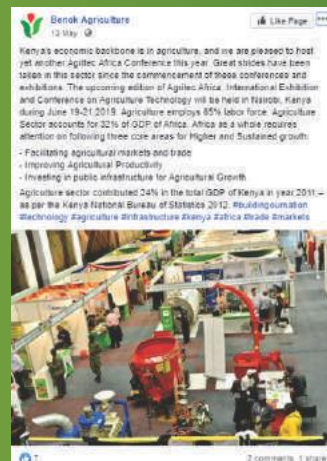 Benok Agriculture
13 May
Like Page
Kenya's economic backbone is in agriculture, and we are pleased to host
yet another Agritec Africa Conference this year. Great strides have been
taken in this sector since the commencement of these conferences and
exhibitions. The upcoming edition of Agritec Africa, International Exhibition
and Conference on Agriculture Technology will be held in Nairobi, Kenya
during June 19-21 2019. Agriculture employs 65% labor force. Agriculture
Sector accounts for 32% of GDP of Africa. Africa as a whole requires
attention on following three core areas for Higher and Sustained growth:
- Facilitating agricultural markets and trade
- Improving Agricultural Productivity
- Investing in public infrastructure for Agricultural Growth
Agriculture sector contributed 24% in the total GDP of Kenya in year 2011 –
as per the Kenya National Bureau of Statistics 2012. #buildingournation
#technology #agriculture #infrastructure #kenya #africa #trade #markets
7
2 comments 1 share